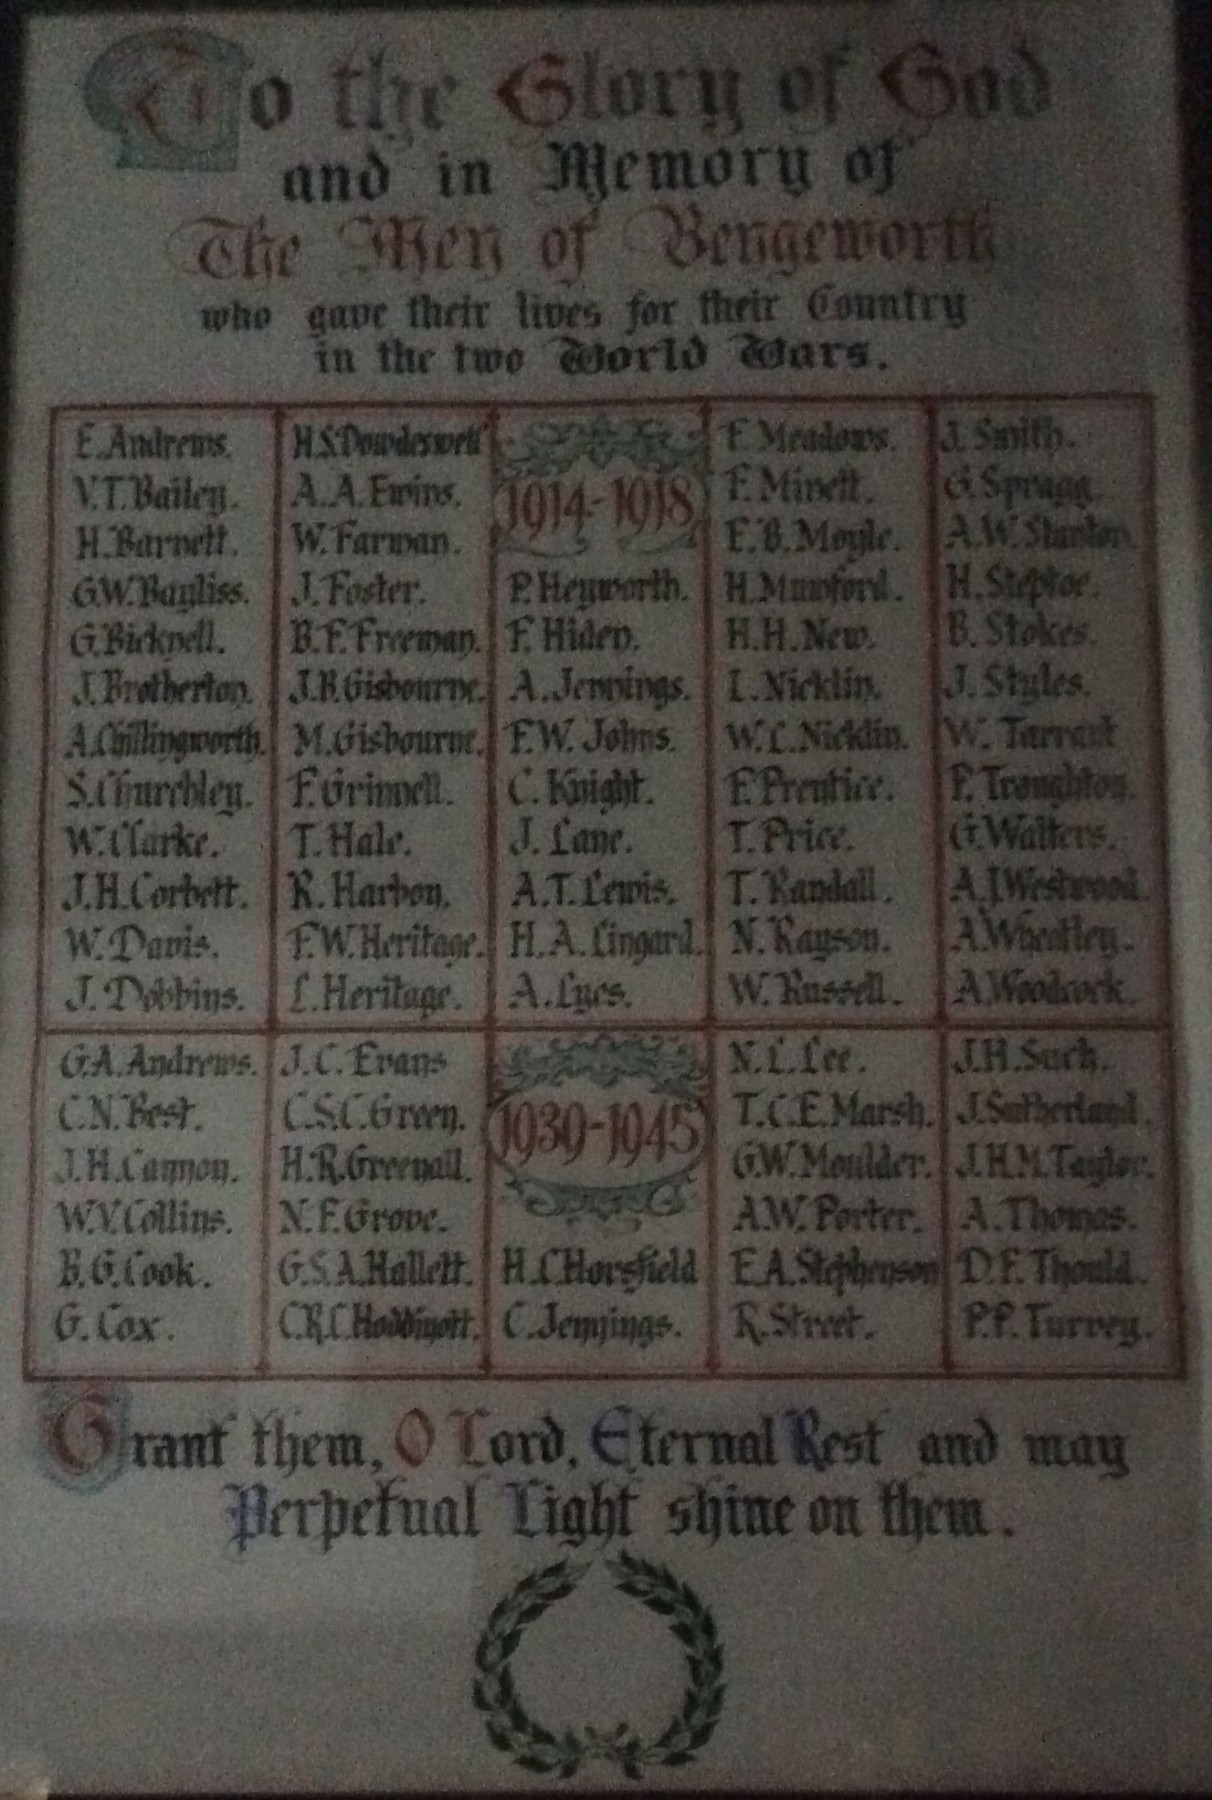 To the Glory of God
and in Memory of
The Men of Bengeworth
who gave their lives for their Country
in the two World Wars.
E. Andrews.
V.T. Bailey.
H. Barnett.
G.W. Bayliss.
G. Bicknell.
J. Brotherton.
A. Chillingworth.
S. Churchley.
W. Clarke.
J.H. Corbett.
W. Davis.
J. Dobbins.
H.S. Dowdeswell
A.A. Ewins.
W. Farman.
J. Foster.
B.F. Freeman.
J.B. Gisbourne.
M. Gisbourne.
F. Grinnell.
T. Hale.
R. Harbon.
F.W. Heritage.
L. Heritage.
1914-1918
P. Heyworth.
F. Hiden.
A. Jennings.
F.W. Johns.
C. Knight.
J. Lane.
A.T. Lewis.
H.A. Lingard.
A. Lyes.
F. Meadows.
F. Minett.
E.B. Moyle.
H. Mumford.
H.H. New.
L. Nicklin.
W.L. Nicklin.
F. Prentice.
T. Price.
T. Randall.
N. Rayson.
W. Russell.
J. Smith.
G. Spragg.
A.W. Stanton.
H. Steptoe.
B. Stokes.
J. Styles.
W. Tarrant
P. Troughton.
G. Walters.
A.J. Westwood.
A. Wheatley.
A. Woodcock.
G.A. Andrews.
C.N. Best.
J.H. Cannon.
W.V. Collins.
B.G. Cook.
G. Cox.
J.C. Evans
C.S.C. Green.
H.R. Greenall.
N.F. Grove.
G.S.A. Hallett.
C.R.C. Hoddinott.
1939-1945
H.C. Horsfield
C. Jennings.
N.L. Lee.
T.C.E. Marsh.
G.W. Moulder.
A.W. Porter.
E.A. Stephenson
R. Street.
J.H. Such.
J. Sutherland.
J.H.M. Taylor.
A. Thomas.
D.F. Thould.
P.P. Turvey.
Grant them, O Lord, Eternal Rest and may
Perpetual Light shine on them.